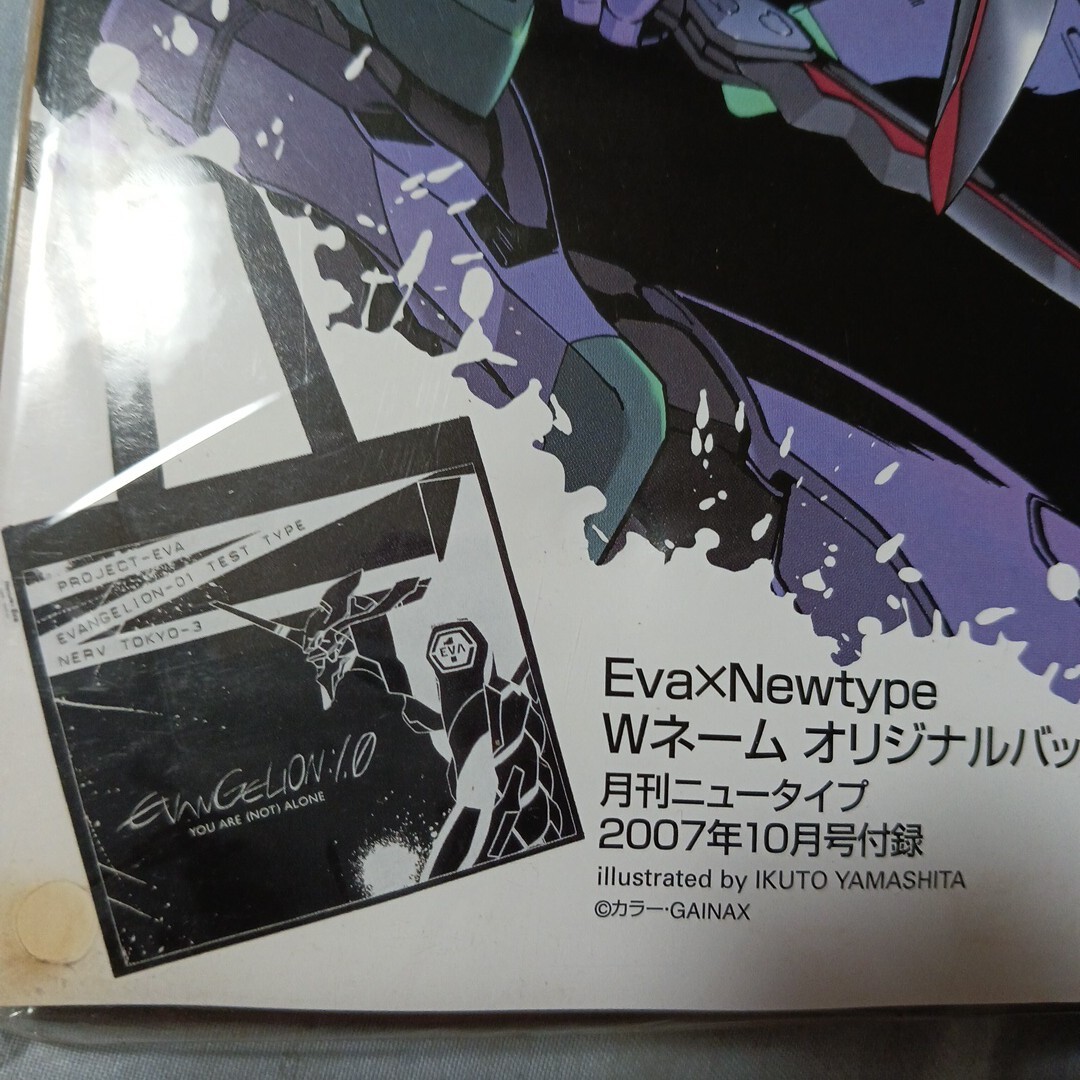 PROJECT-EVA
EVANGELION-01 TEST TYPE
NERV TOKYO-3
EVA
EVANGELION:1.0
YOU ARE (NOT) ALONE
Eva×Newtype
Wネーム オリジナルバッ
月刊ニュータイプ
2007年10月号付録
illustrated by IKUTO YAMASHITA
©カラー・GAINAX